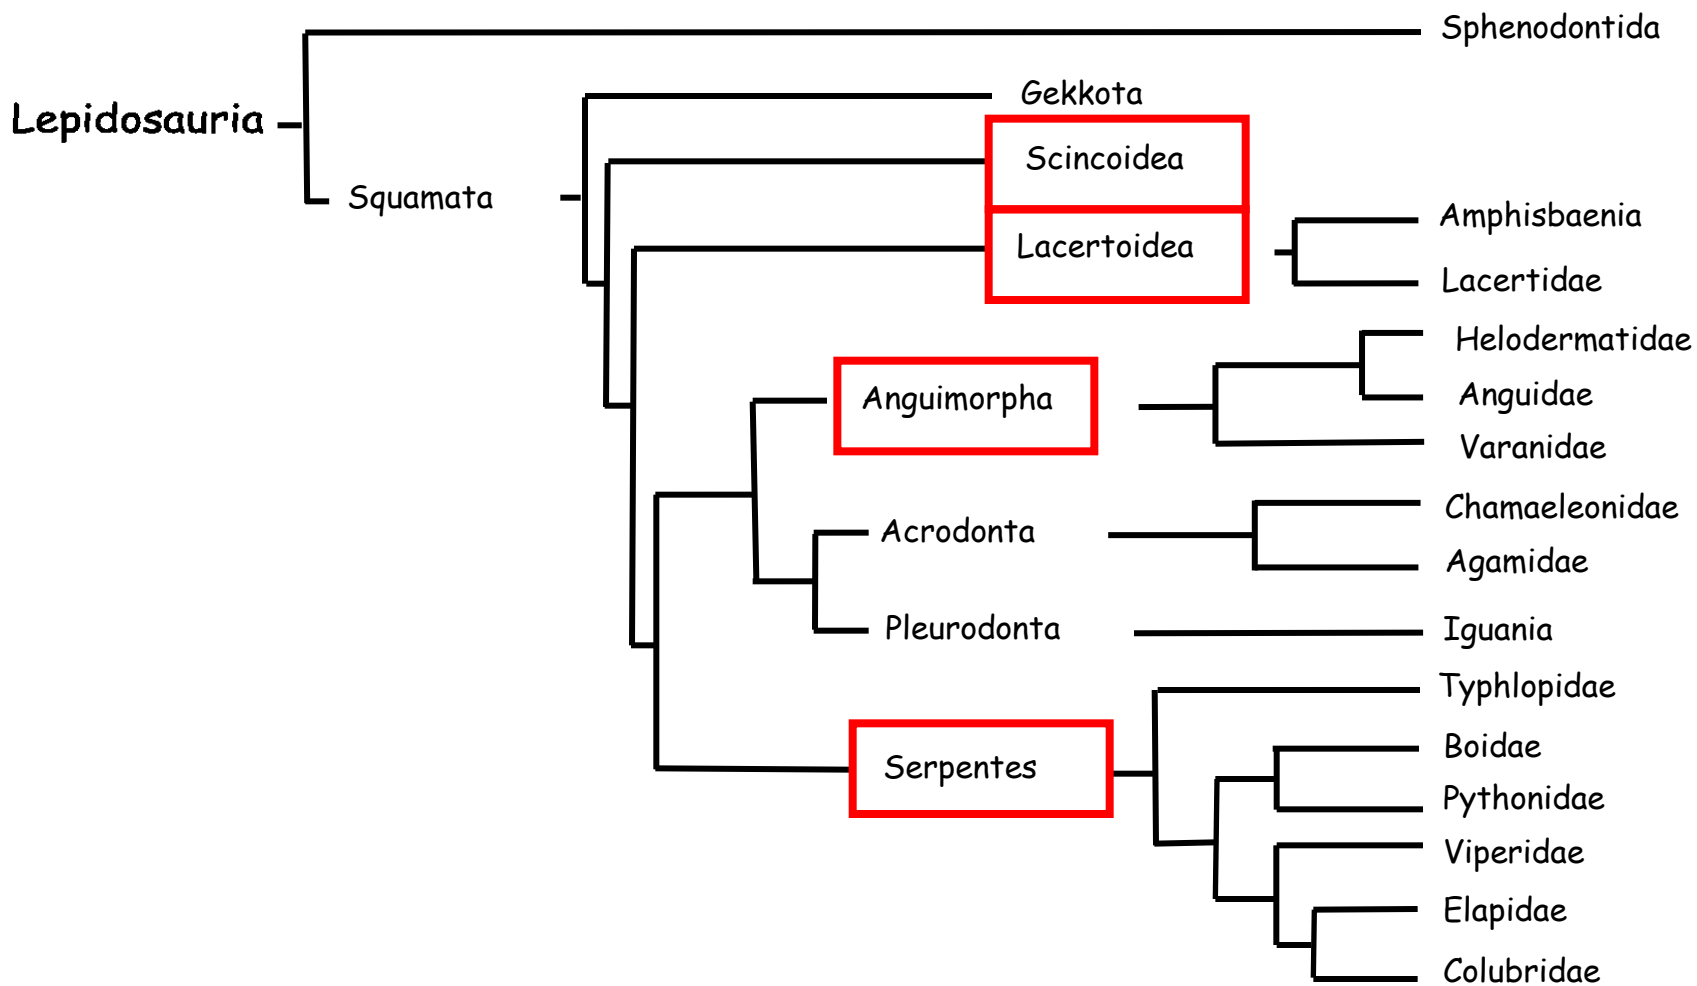 Sphenodontida
Gekkota
Lepidosauria
Scincoidea
Squamata
Amphisbaenia
Lacertoidea
Lacertidae
Helodermatidae
Anguimorpha
Anguidae
Varanidae
Chamaeleonidae
Acrodonta
Agamidae
Pleurodonta
Iguania
Typhlopidae
Boidae
Serpentes
Pythonidae
Viperidae
Elapidae
Colubridae